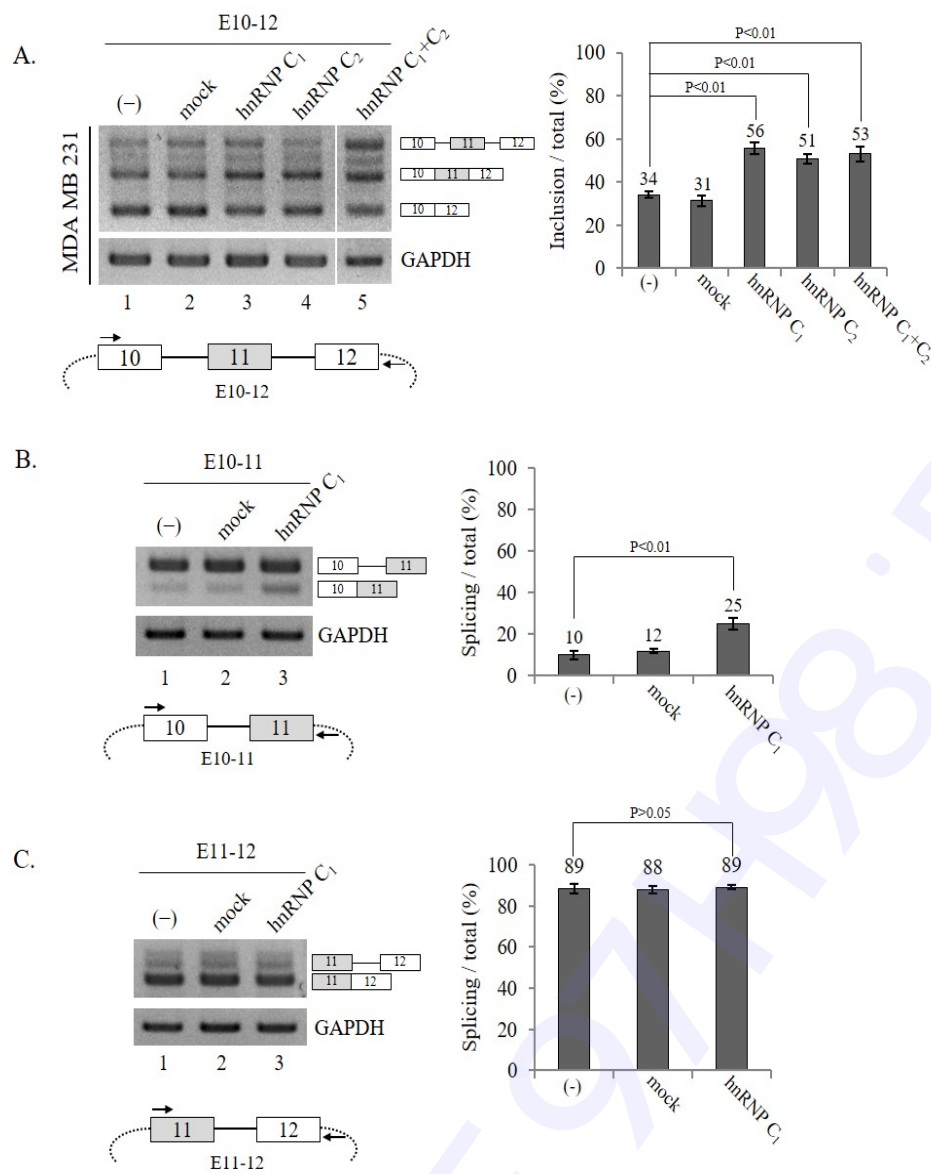 A.
E10-12
(−)
mock
hnRNP C₁
hnRNP C₂
hnRNP C₁+C₂
MDA MB 231
10 11 12
10 11 12
10 12
GAPDH
1 2 3 4 5
10 11 12
E10-12
Inclusion / total (%)
100
80
60
40
20
0
P<0.01
P<0.01
P<0.01
34
31
56
51
53
(-)
mock
hnRNP C₁
hnRNP C₂
hnRNP C₁+C₂
B.
E10-11
(−)
mock
hnRNP C₁
10 11
10 11
GAPDH
1 2 3
10 11
E10-11
Splicing / total (%)
100
80
60
40
20
0
P<0.01
10
12
25
(-)
mock
hnRNP C₁
C.
E11-12
(−)
mock
hnRNP C₁
11 12
11 12
GAPDH
1 2 3
11 12
E11-12
Splicing / total (%)
100
80
60
40
20
0
P>0.05
89
88
89
(-)
mock
hnRNP C₁